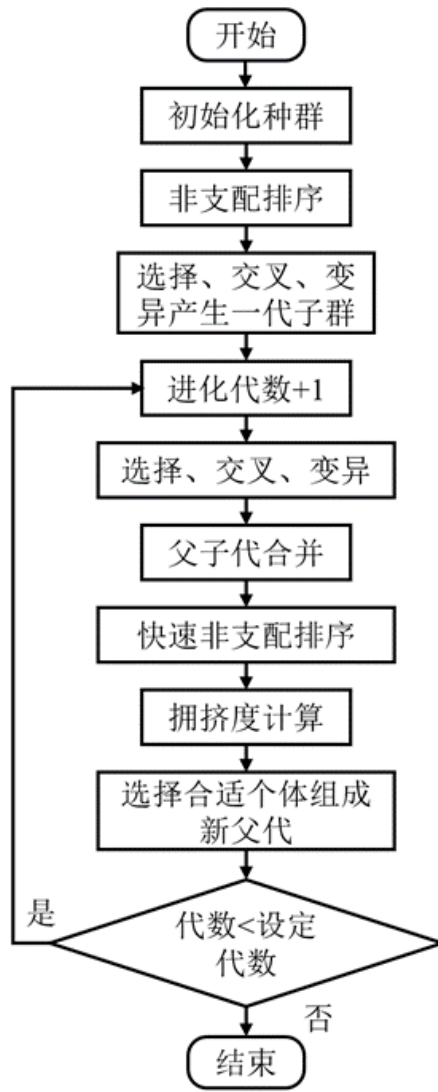 开始
初始化种群
非支配排序
选择、交叉、变
异产生一代子群
进化代数+1
选择、交叉、变异
父子代合并
快速非支配排序
拥挤度计算
选择合适个体组成
新父代
是
代数<设定
代数
否
结束